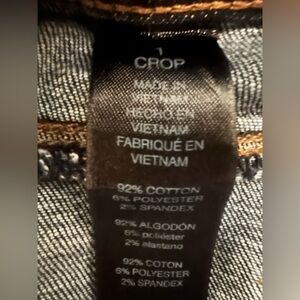 1
CROP
MADE IN
VIETNAM
HECHO EN
VIETNAM
FABRIQUÉ EN
VIETNAM
92% COTTON
6% POLYESTER
2% SPANDEX
92% ALGODÓN
6% poliéster
2% elastano
92% COTON
6% POLYESTER
2% SPANDEX